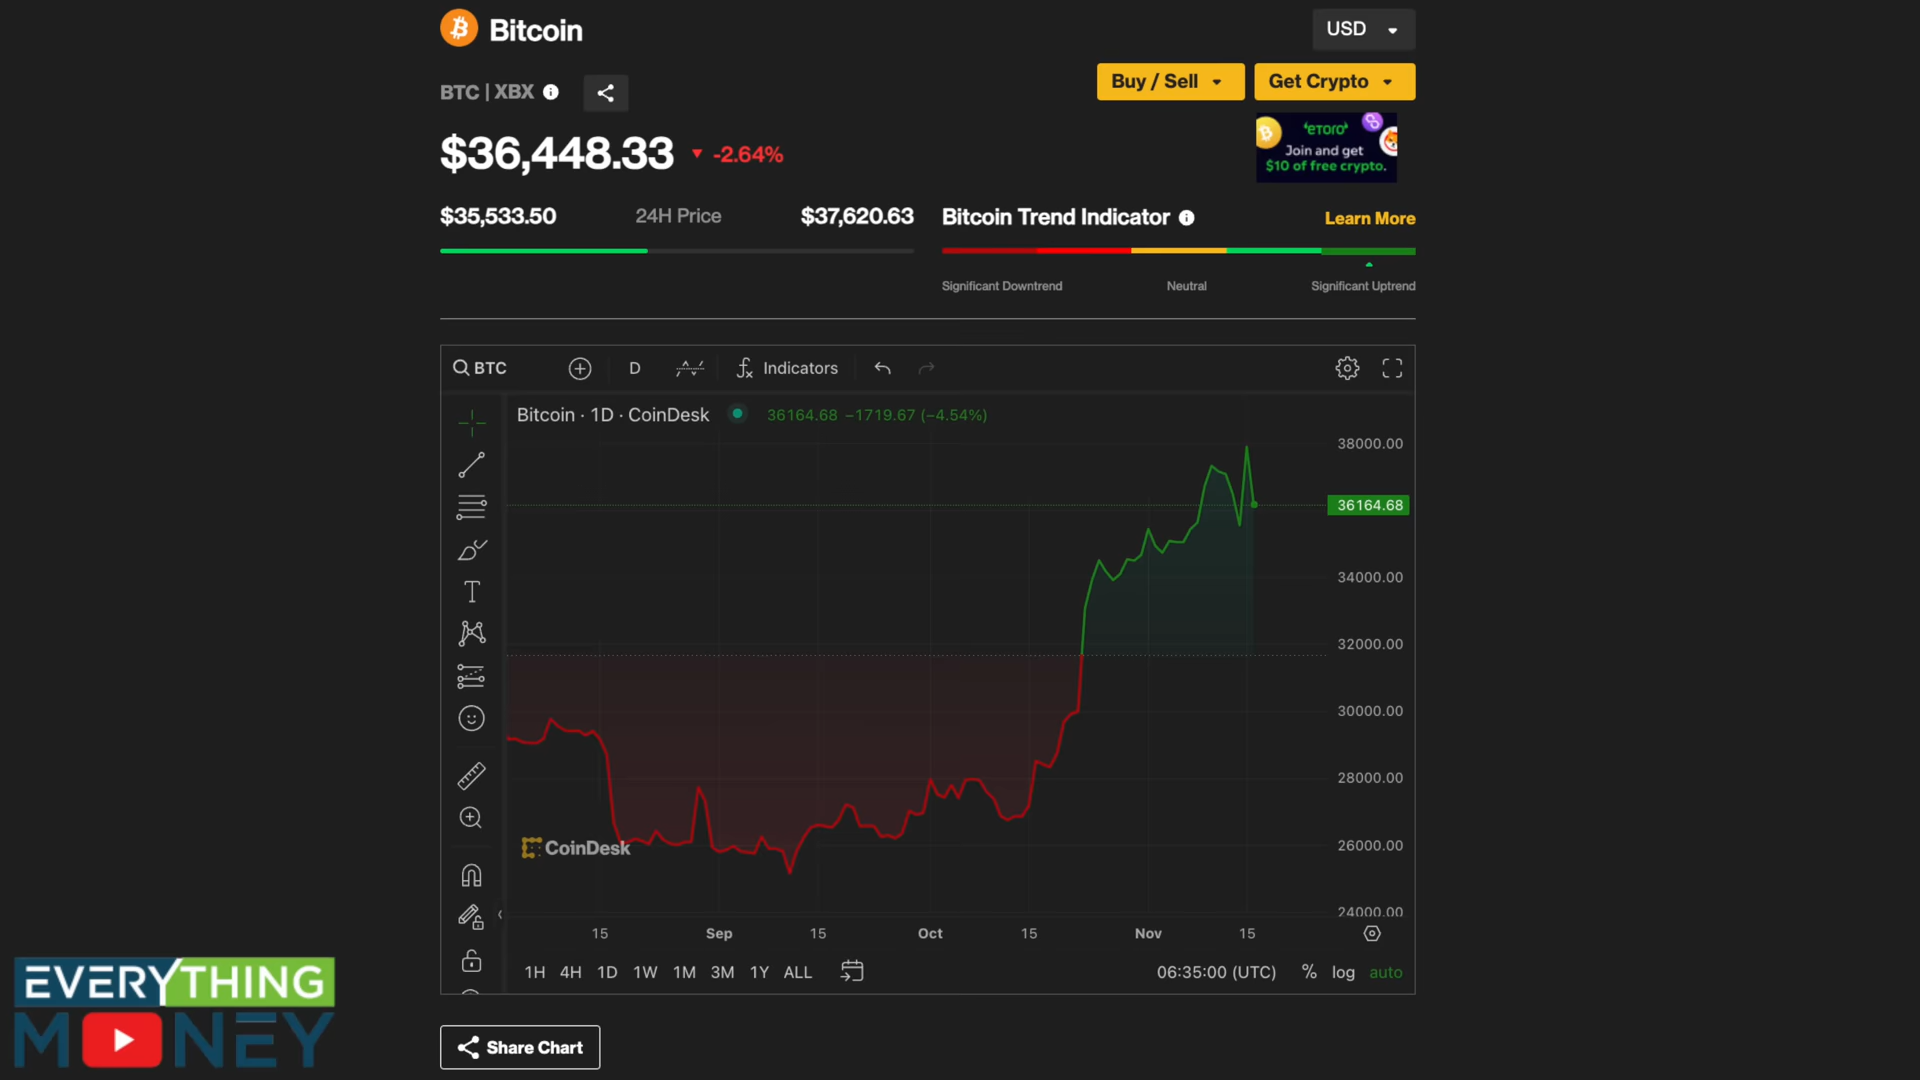 Bitcoin
USD
BTC | XBX
Buy / Sell
Get Crypto
$36,448.33
-2.64%
eToro
Join and get
$10 of free crypto.
$35,533.50
24H Price
$37,620.63
Bitcoin Trend Indicator
Learn More
Significant Downtrend
Neutral
Significant Uptrend
BTC
D
Indicators
Bitcoin · 1D · CoinDesk
36164.68 −1719.67 (−4.54%)
38000.00
36164.68
34000.00
32000.00
30000.00
28000.00
26000.00
24000.00
CoinDesk
15
Sep
15
Oct
15
Nov
15
1H 4H 1D 1W 1M 3M 1Y ALL
06:35:00 (UTC)
% log auto
Share Chart
EVERYTHING
MONEY